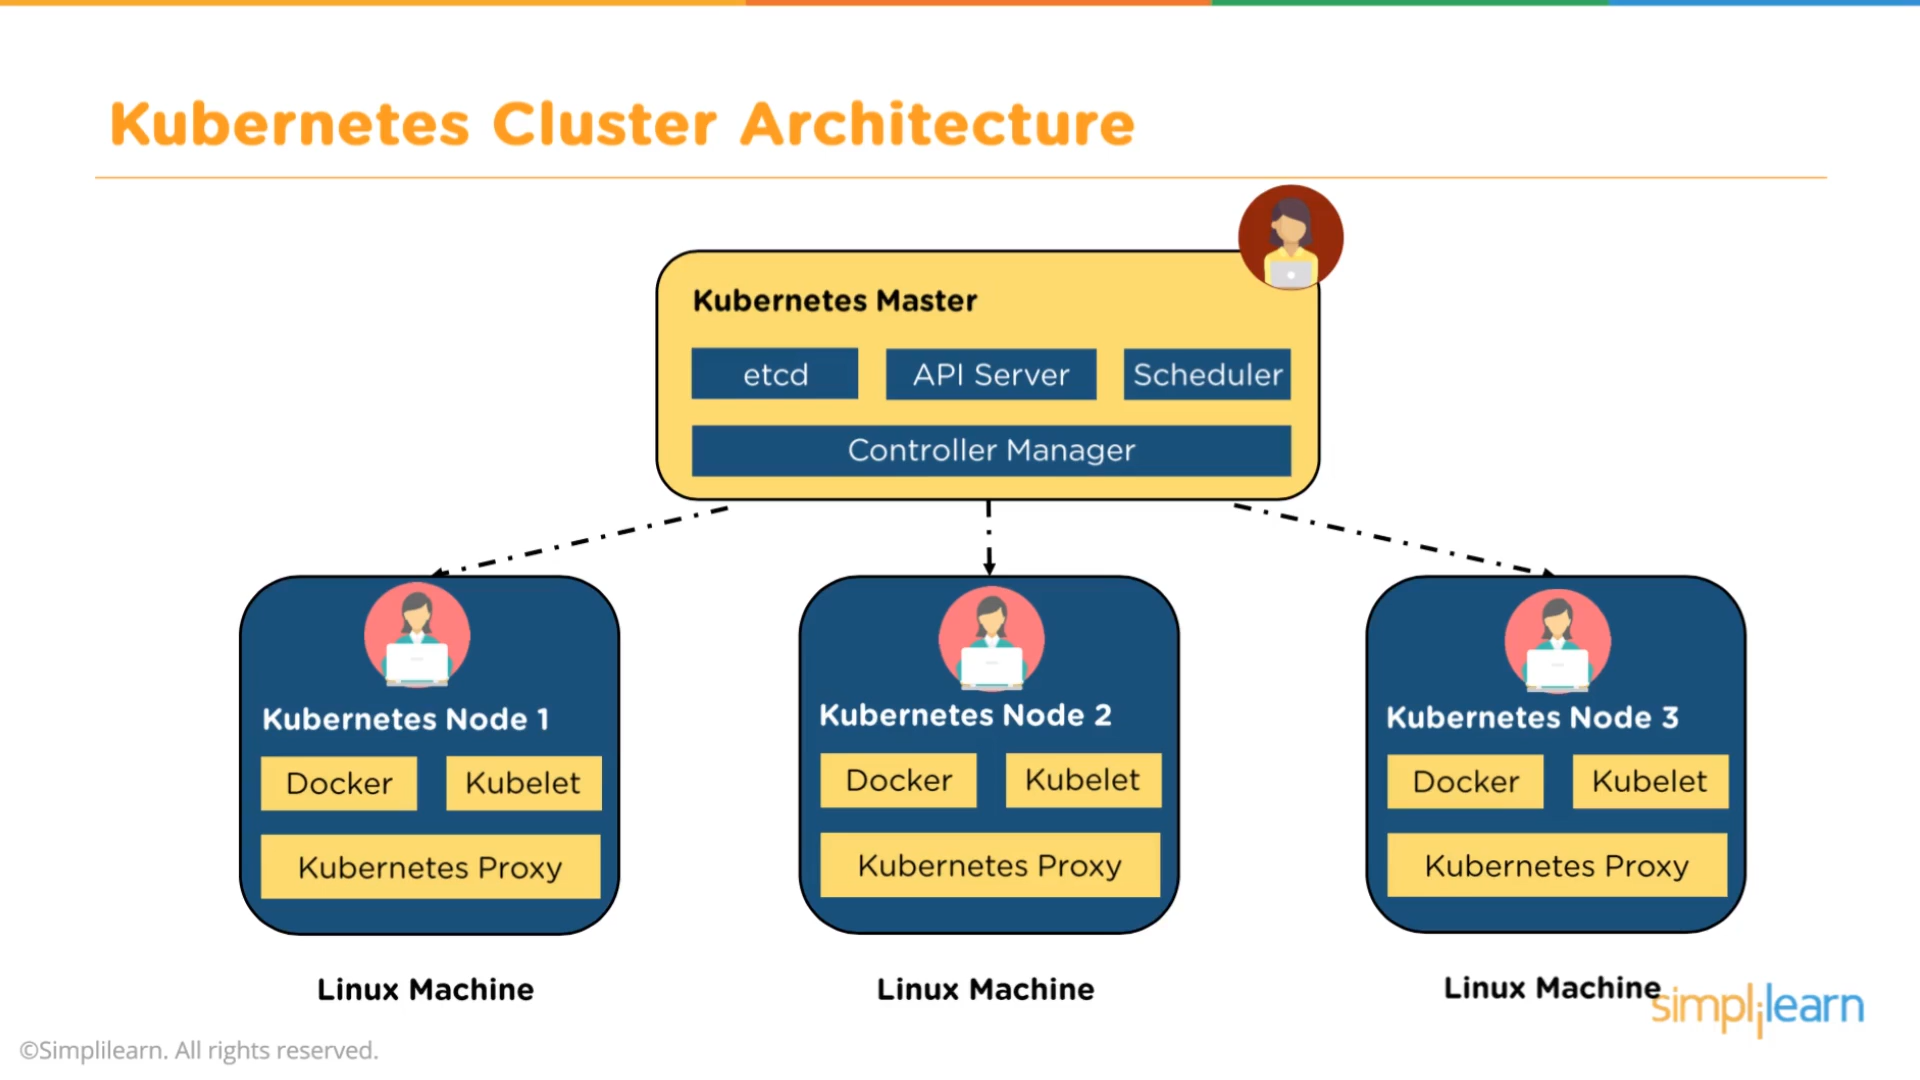 Kubernetes Cluster Architecture
Kubernetes Master
etcd
API Server
Scheduler
Controller Manager
Kubernetes Node 1
Docker
Kubelet
Kubernetes Proxy
Linux Machine
Kubernetes Node 2
Docker
Kubelet
Kubernetes Proxy
Linux Machine
Kubernetes Node 3
Docker
Kubelet
Kubernetes Proxy
Linux Machine
simplilearn
©Simplilearn. All rights reserved.